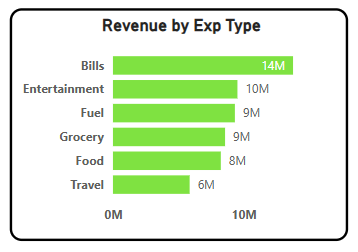 Revenue by Exp Type
Bills 14M
Entertainment 10M
Fuel 9M
Grocery 9M
Food 8M
Travel 6M
0M 10M